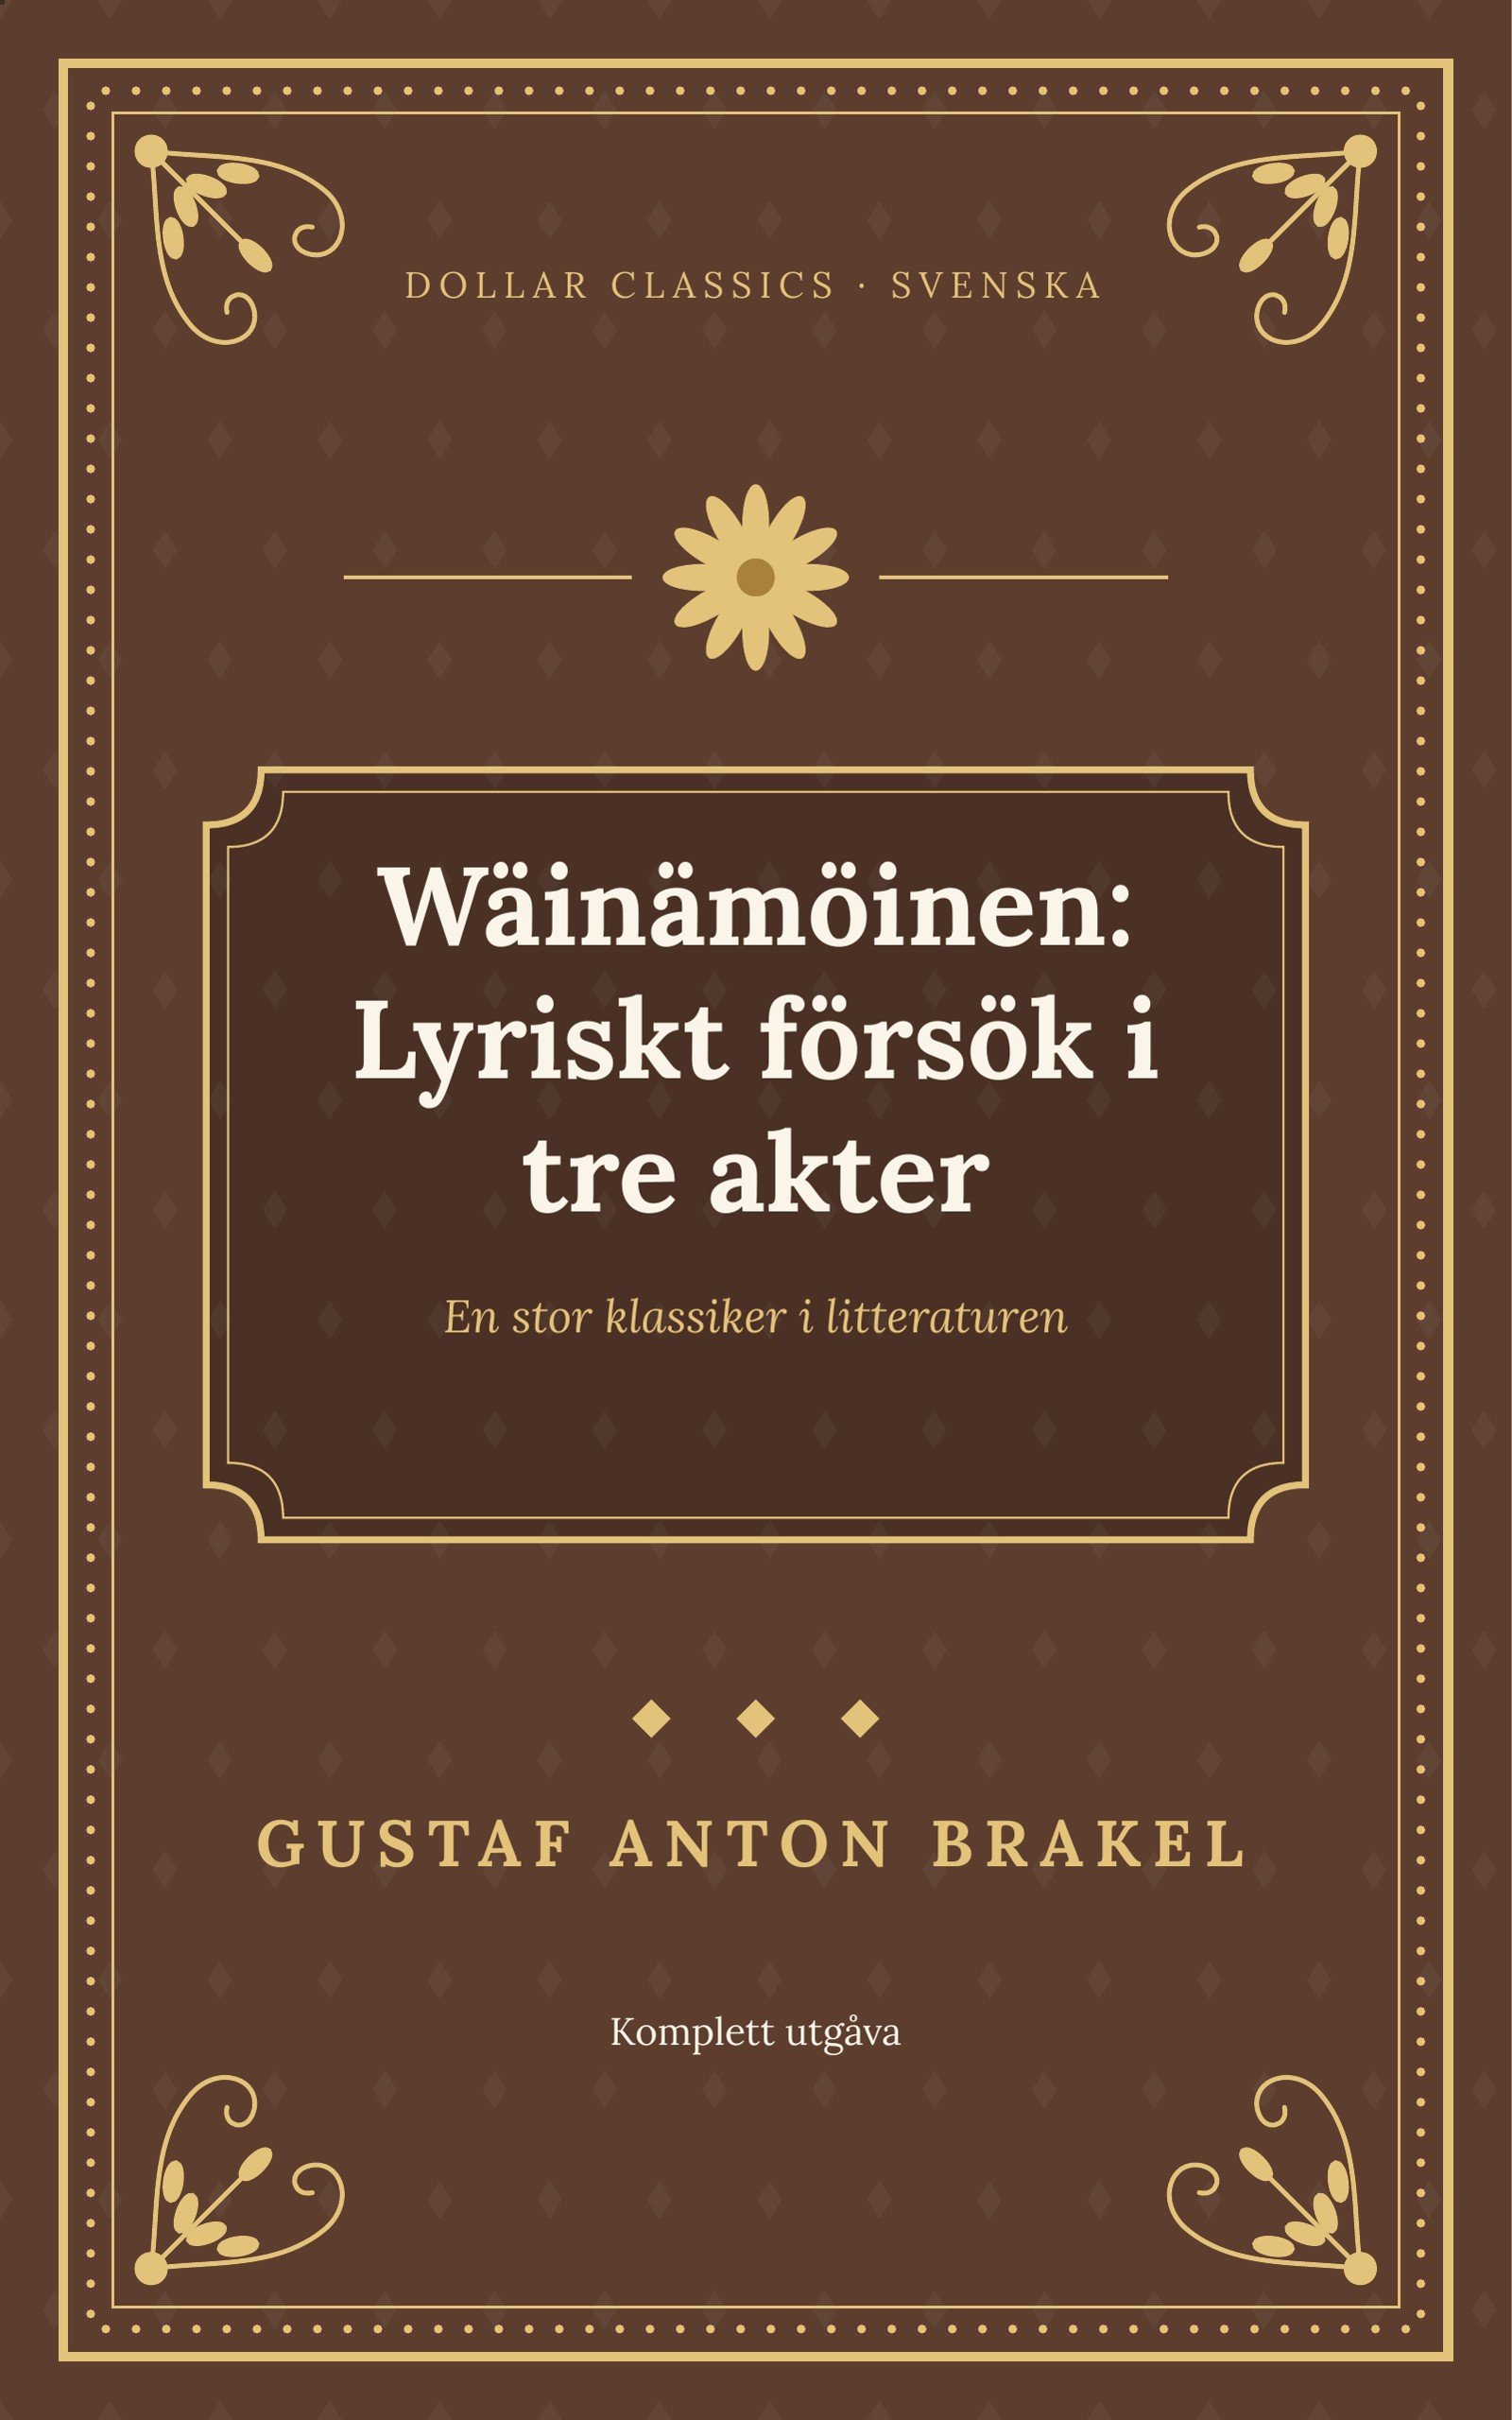 DOLLAR CLASSICS · SVENSKA
Wäinämöinen:
Lyriskt försök i
tre akter
En stor klassiker i litteraturen
GUSTAF ANTON BRAKEL
Komplett utgåva